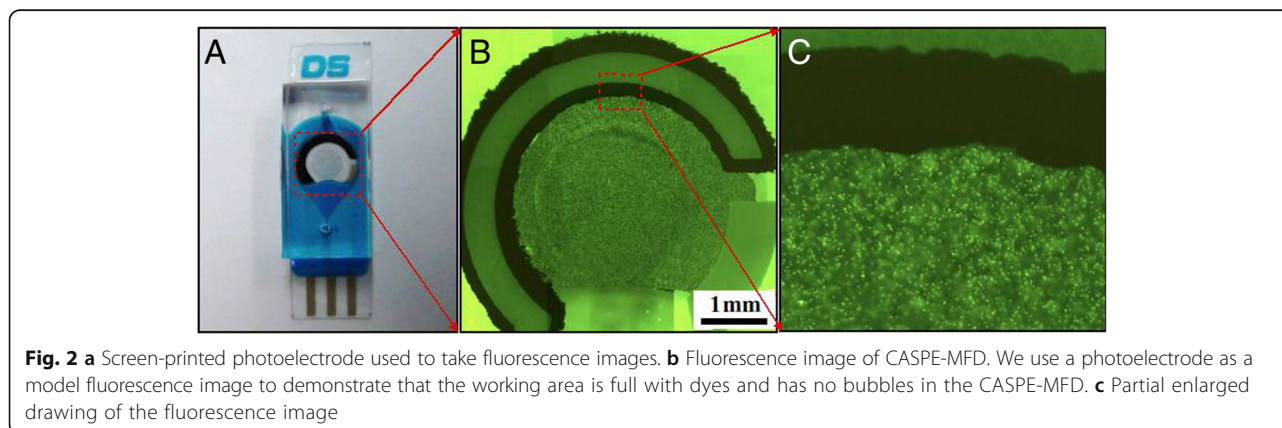 A
DS
B
1mm
C
Fig. 2 a Screen-printed photoelectrode used to take fluorescence images. b Fluorescence image of CASPE-MFD. We use a photoelectrode as a
model fluorescence image to demonstrate that the working area is full with dyes and has no bubbles in the CASPE-MFD. c Partial enlarged
drawing of the fluorescence image